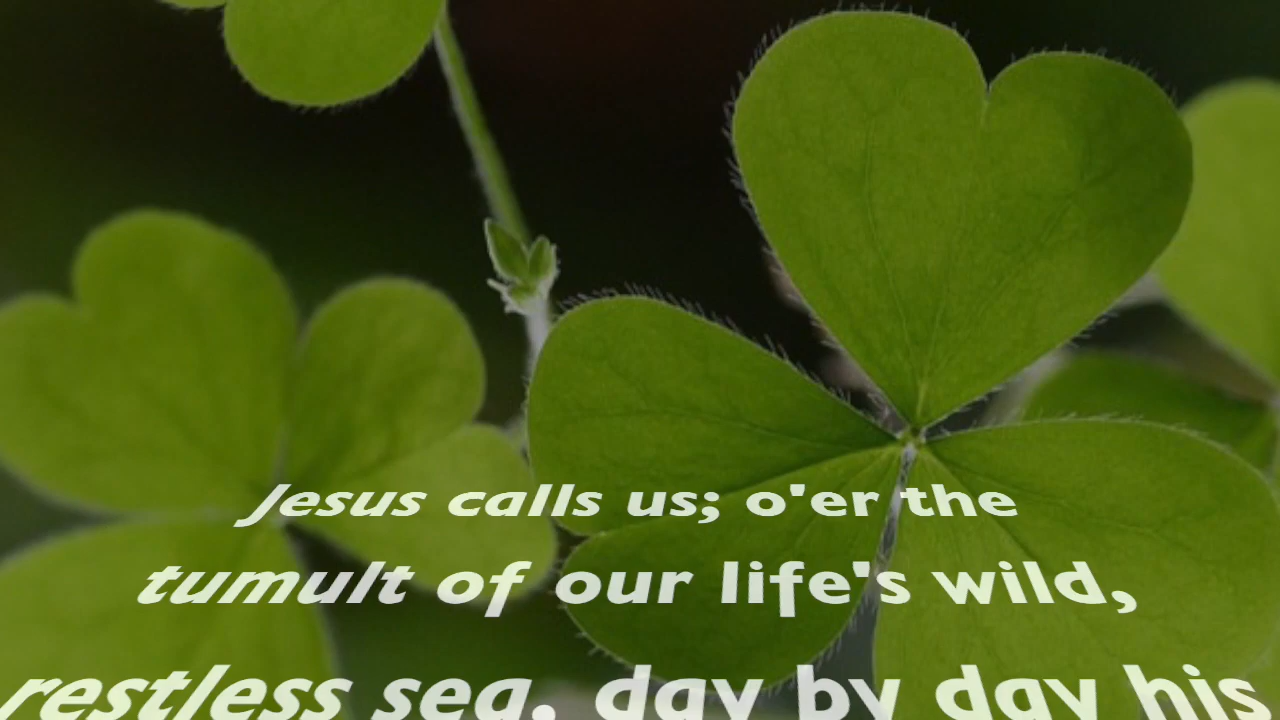 Jesus calls us; o'er the
tumult of our life's wild,
restless sea, day by day his